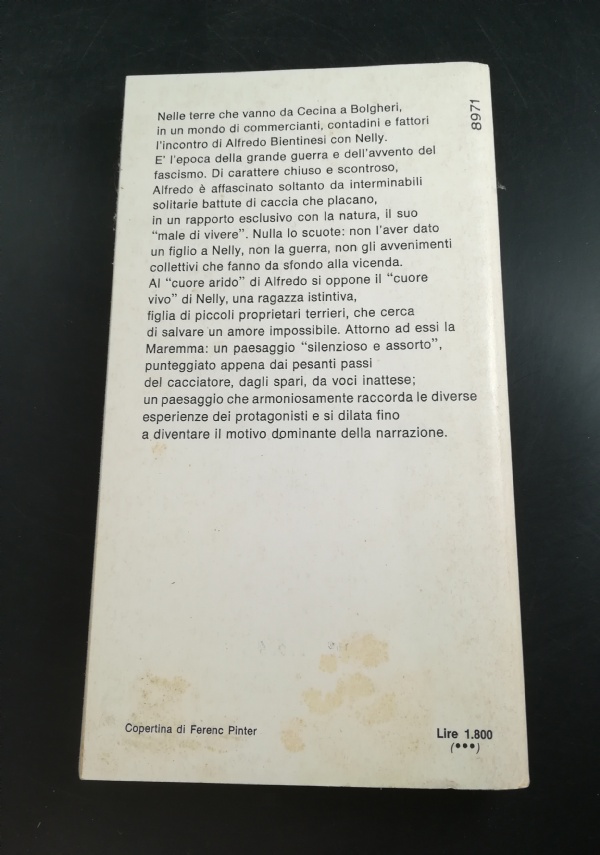 Nelle terre che vanno da Cecina a Bolgheri,
in un mondo di commercianti, contadini e fattori
l'incontro di Alfredo Bientinesi con Nelly.
E' l'epoca della grande guerra e dell'avvento del
fascismo. Di carattere chiuso e scontroso,
Alfredo è affascinato soltanto da interminabili
solitarie battute di caccia che placano,
in un rapporto esclusivo con la natura, il suo
“male di vivere”. Nulla lo scuote: non l'aver dato
un figlio a Nelly, non la guerra, non gli avvenimenti
collettivi che fanno da sfondo alla vicenda.
Al “cuore arido” di Alfredo si oppone il “cuore
vivo” di Nelly, una ragazza istintiva,
figlia di piccoli proprietari terrieri, che cerca
di salvare un amore impossibile. Attorno ad essi la
Maremma: un paesaggio “silenzioso e assorto”,
punteggiato appena dai pesanti passi
del cacciatore, dagli spari, da voci inattese;
un paesaggio che armoniosamente raccorda le diverse
esperienze dei protagonisti e si dilata fino
a diventare il motivo dominante della narrazione.
8971
Copertina di Ferenc Pinter
Lire 1.800
(•••)